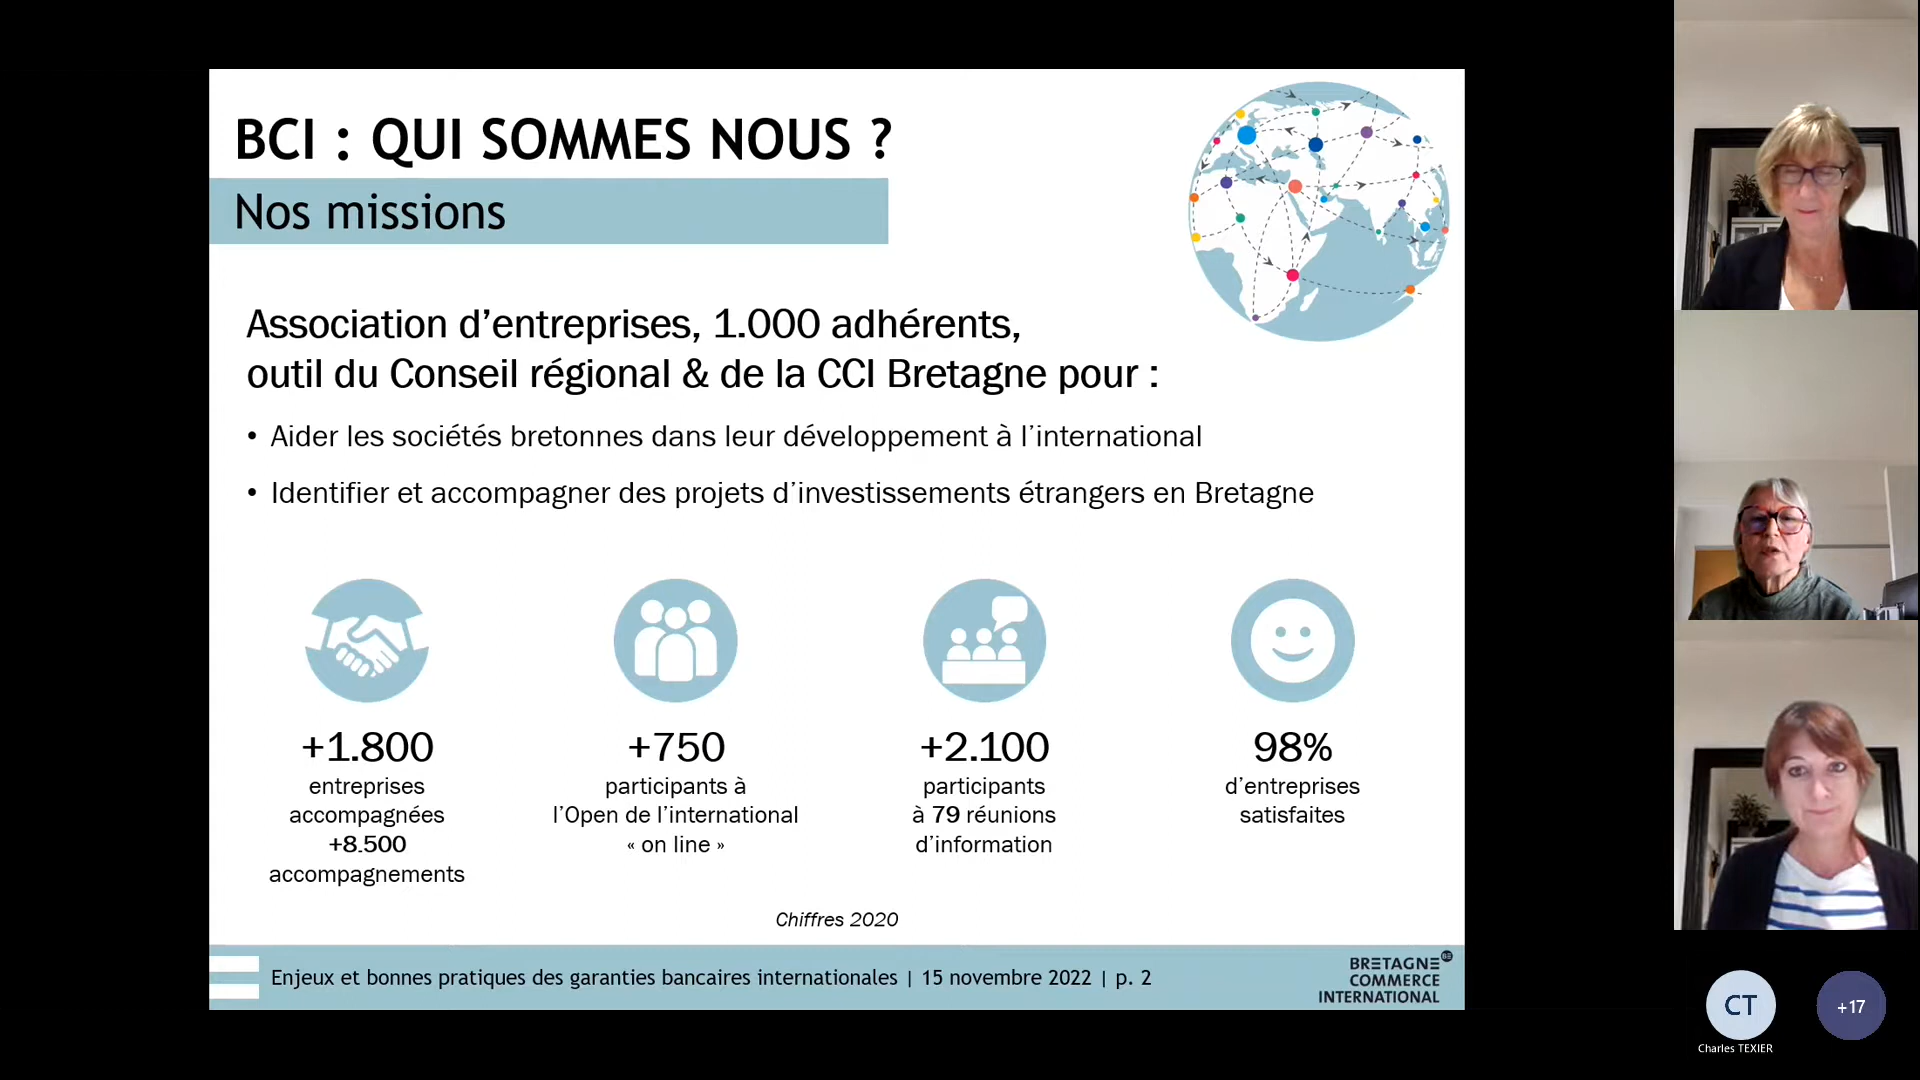 BCI : QUI SOMMES NOUS ?
Nos missions
Association d’entreprises, 1.000 adhérents,
outil du Conseil régional & de la CCI Bretagne pour :
• Aider les sociétés bretonnes dans leur développement à l’international
• Identifier et accompagner des projets d’investissements étrangers en Bretagne
+1.800
entreprises
accompagnées
+8.500
accompagnements
+750
participants à
l’Open de l’international
« on line »
+2.100
participants
à 79 réunions
d’information
98%
d’entreprises
satisfaites
Chiffres 2020
Enjeux et bonnes pratiques des garanties bancaires internationales | 15 novembre 2022 | p. 2
BRETAGNE
COMMERCE
INTERNATIONAL
CT
Charles TEXIER
+17